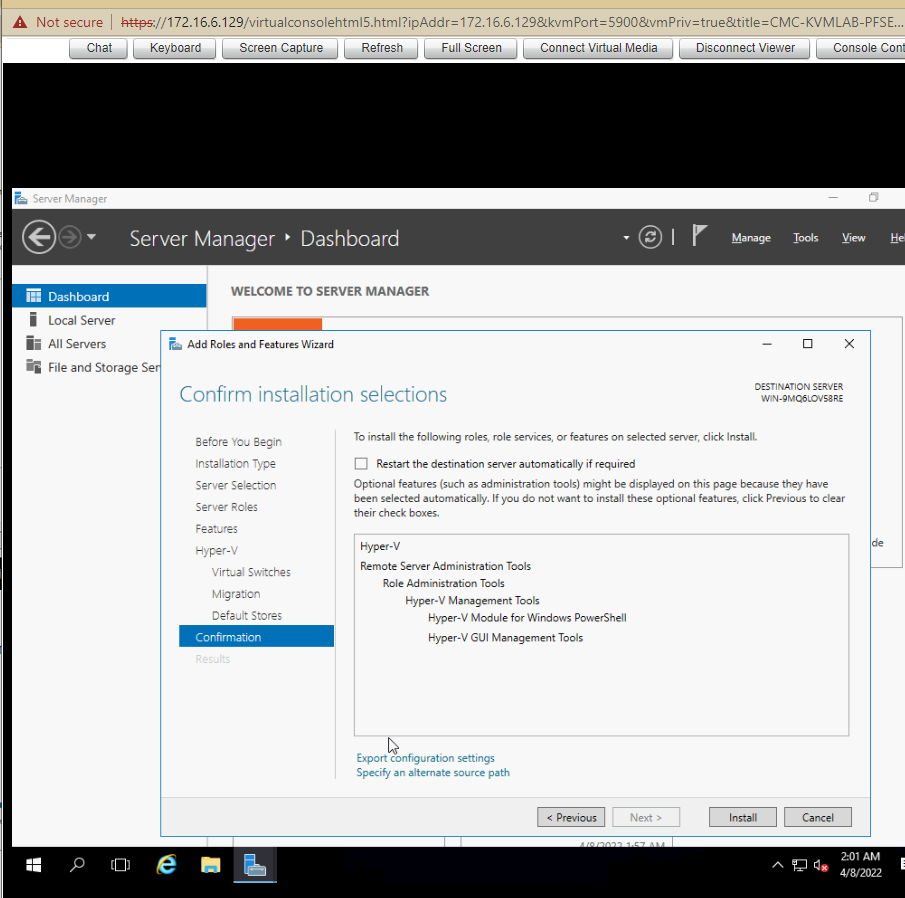 Not secure https://172.16.6.129/virtualconsolehtml5.html?ipAddr=172.16.6.129&kvmPort=5900&vmPriv=true&title=CMC-KVMLAB-PFSE...
Chat Keyboard Screen Capture Refresh Full Screen Connect Virtual Media Disconnect Viewer Console Cont
Server Manager
Server Manager Dashboard Manage Tools View Hel
Dashboard
Local Server
All Servers
File and Storage Ser
WELCOME TO SERVER MANAGER
Add Roles and Features Wizard
Confirm installation selections
DESTINATION SERVER
WIN-9MQ6LOV58RE
Before You Begin
Installation Type
Server Selection
Server Roles
Features
Hyper-V
Virtual Switches
Migration
Default Stores
Confirmation
Results
To install the following roles, role services, or features on selected server, click Install.
Restart the destination server automatically if required
Optional features (such as administration tools) might be displayed on this page because they have
been selected automatically. If you do not want to install these optional features, click Previous to clear
their check boxes.
Hyper-V
Remote Server Administration Tools
Role Administration Tools
Hyper-V Management Tools
Hyper-V Module for Windows PowerShell
Hyper-V GUI Management Tools
Export configuration settings
Specify an alternate source path
< Previous Next > Install Cancel
de
4/8/2022 1:57 AM
2:01 AM
4/8/2022